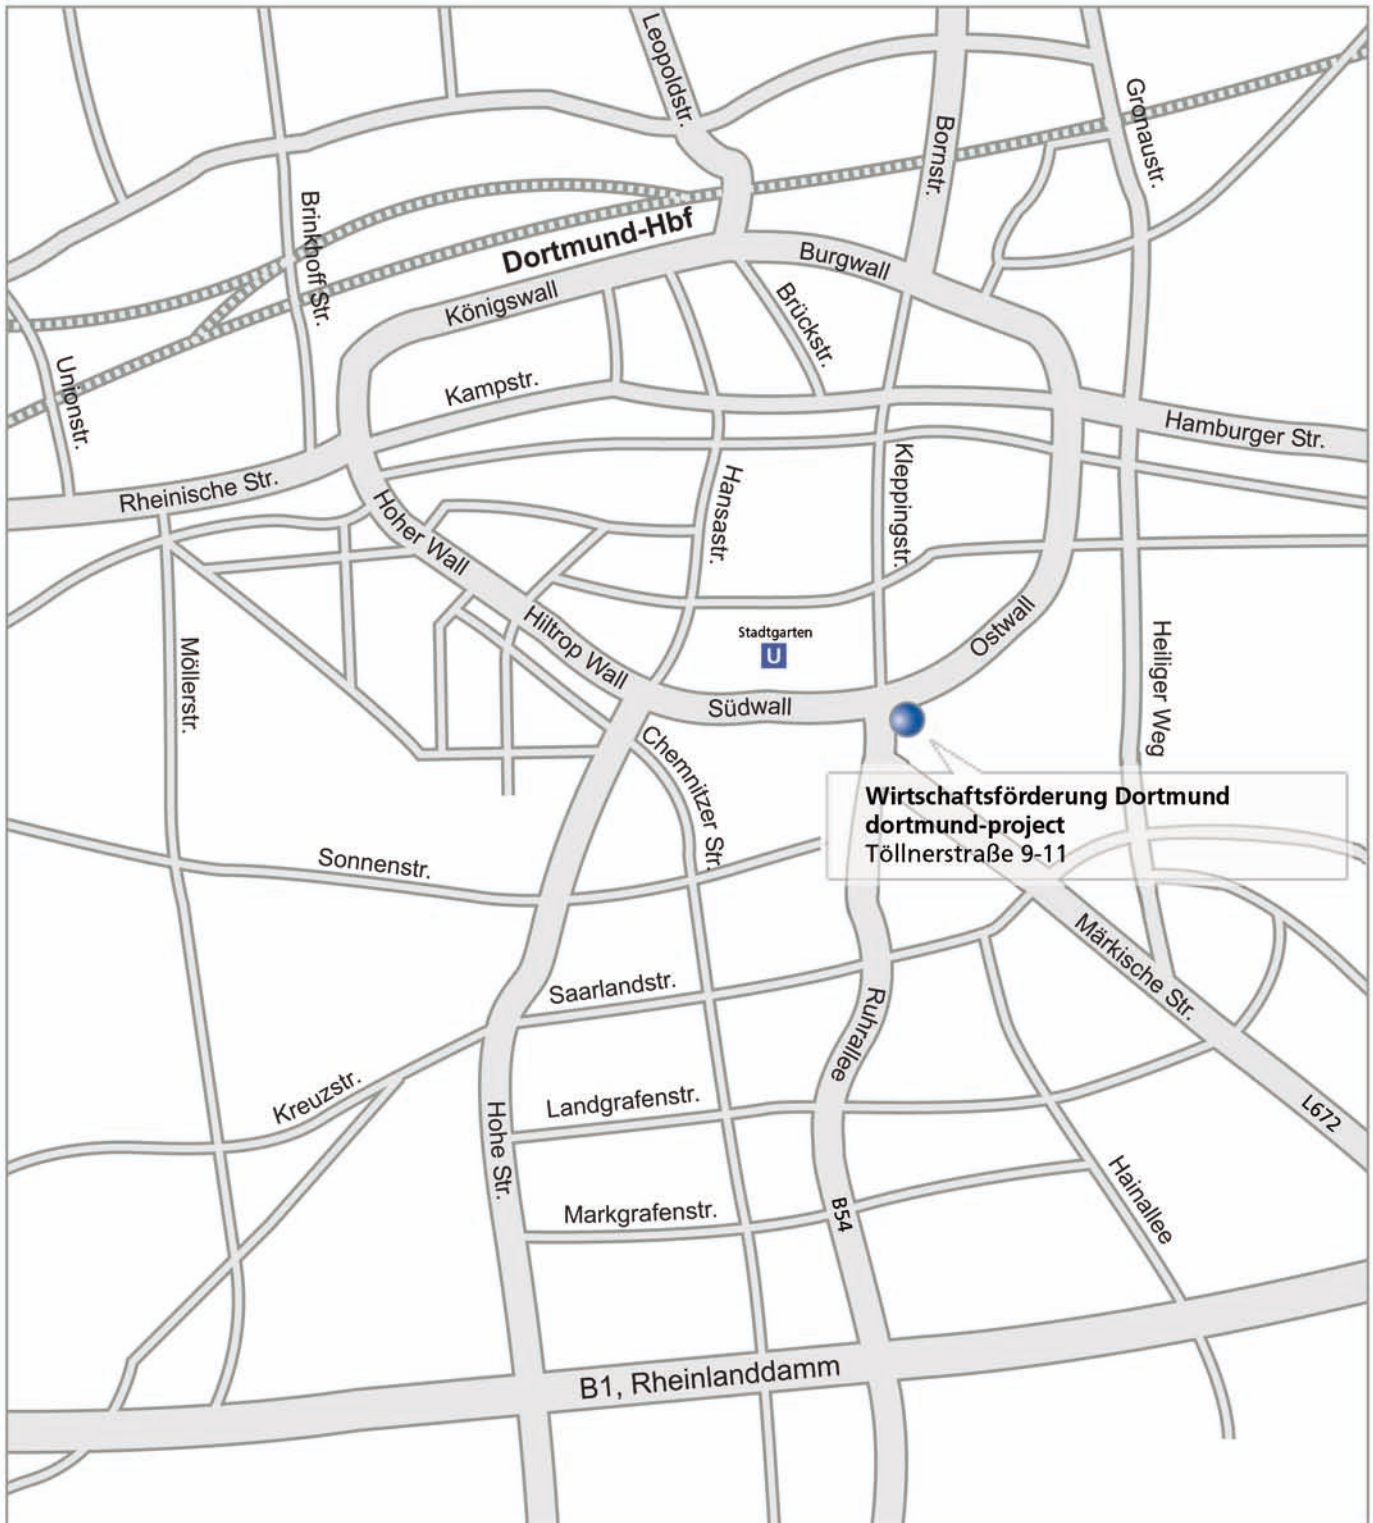 Leopoldstr.
Gronaustr.
Bornstr.
Brinkhoff Str.
Dortmund-Hbf
Burgwall
Königswall
Brückstr.
Unionstr.
Kampstr.
Hamburger Str.
Rheinische Str.
Hoher Wall
Hansastr.
Kleppingstr.
Hiltrop Wall
Stadtgarten
U
Ostwall
Möllerstr.
Heiliger Weg
Südwall
Chemnitzer Str.
Wirtschaftsförderung Dortmund
dortmund-project
Töllnerstraße 9-11
Sonnenstr.
Märkische Str.
Saarlandstr.
Ruhrallee
Kreuzstr.
Landgrafenstr.
L672
Hohe Str.
Hainallee
Markgrafenstr.
B54
B1, Rheinlanddamm